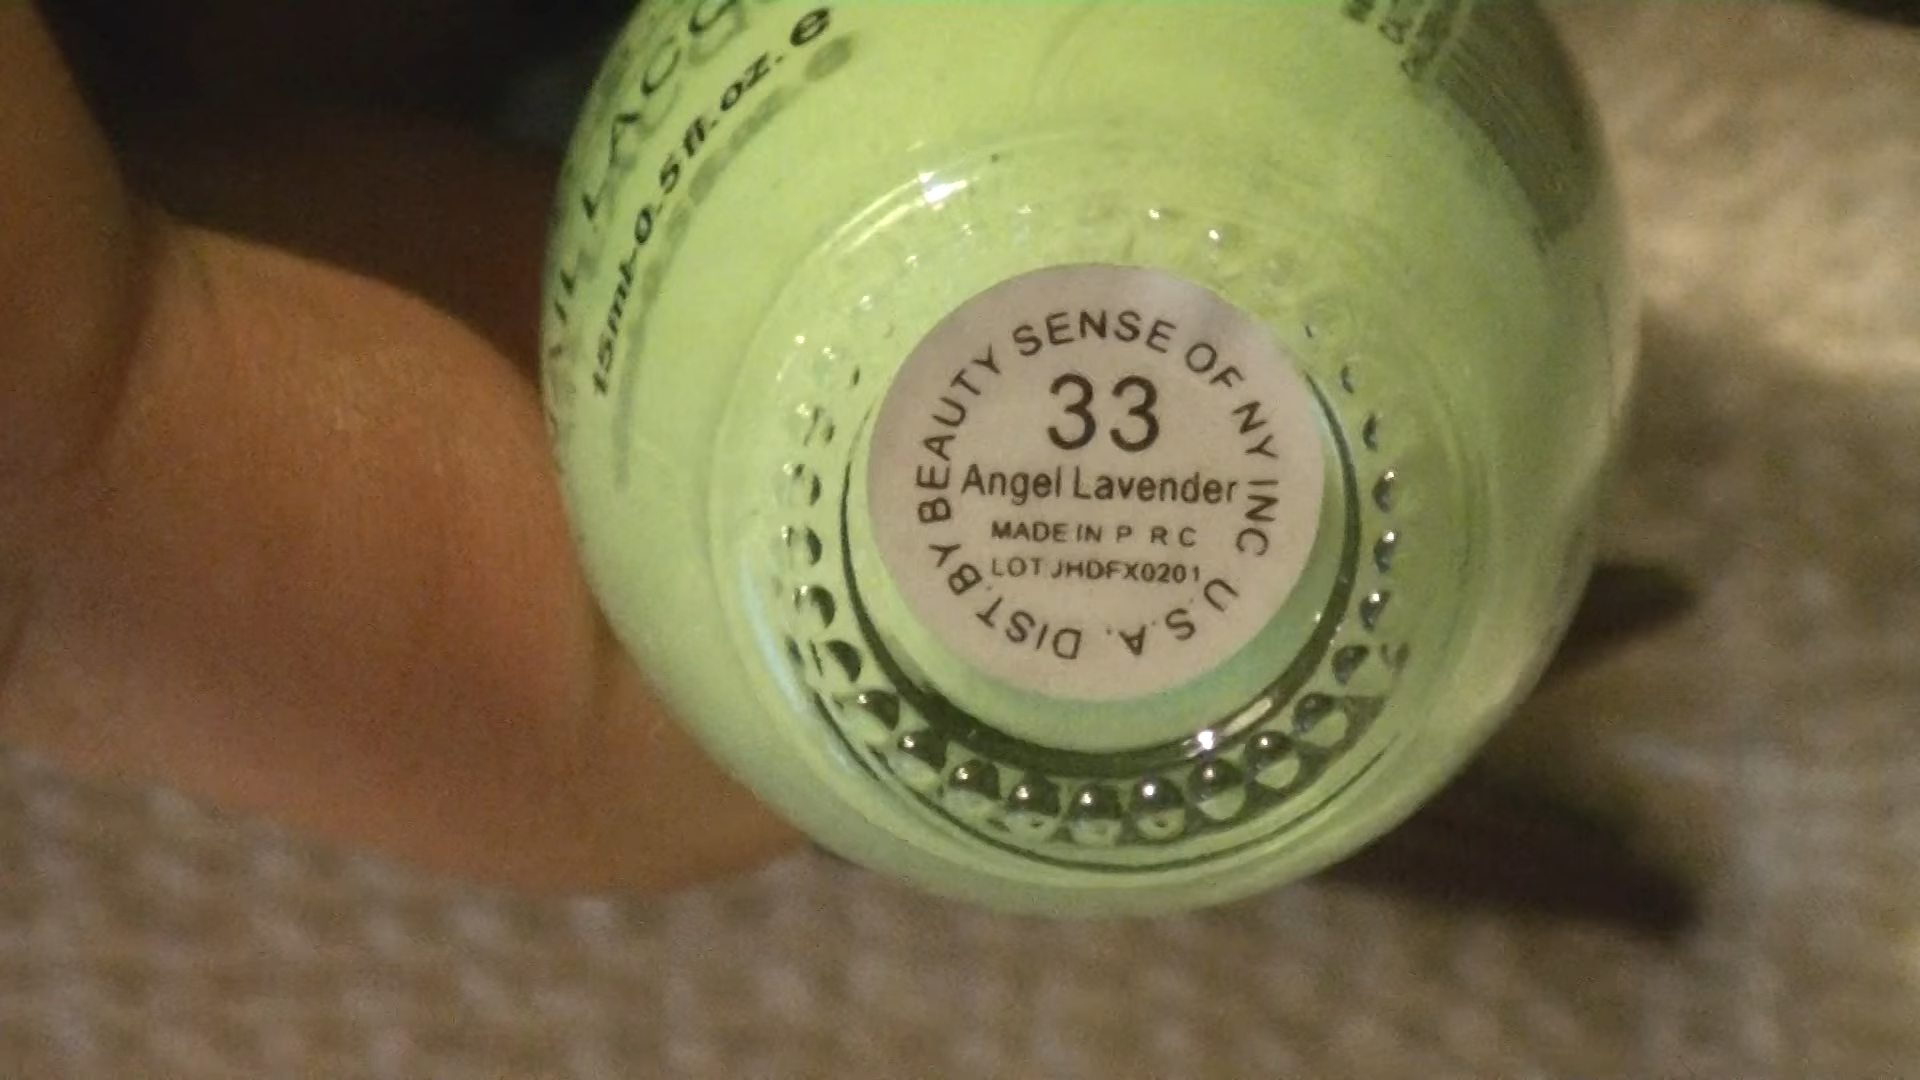 15ml-0.5fl.oz. e
DIST.BY BEAUTY SENSE OF NY INC U.S.A.
33
Angel Lavender
MADE IN P R C
LOT JHDFX0201